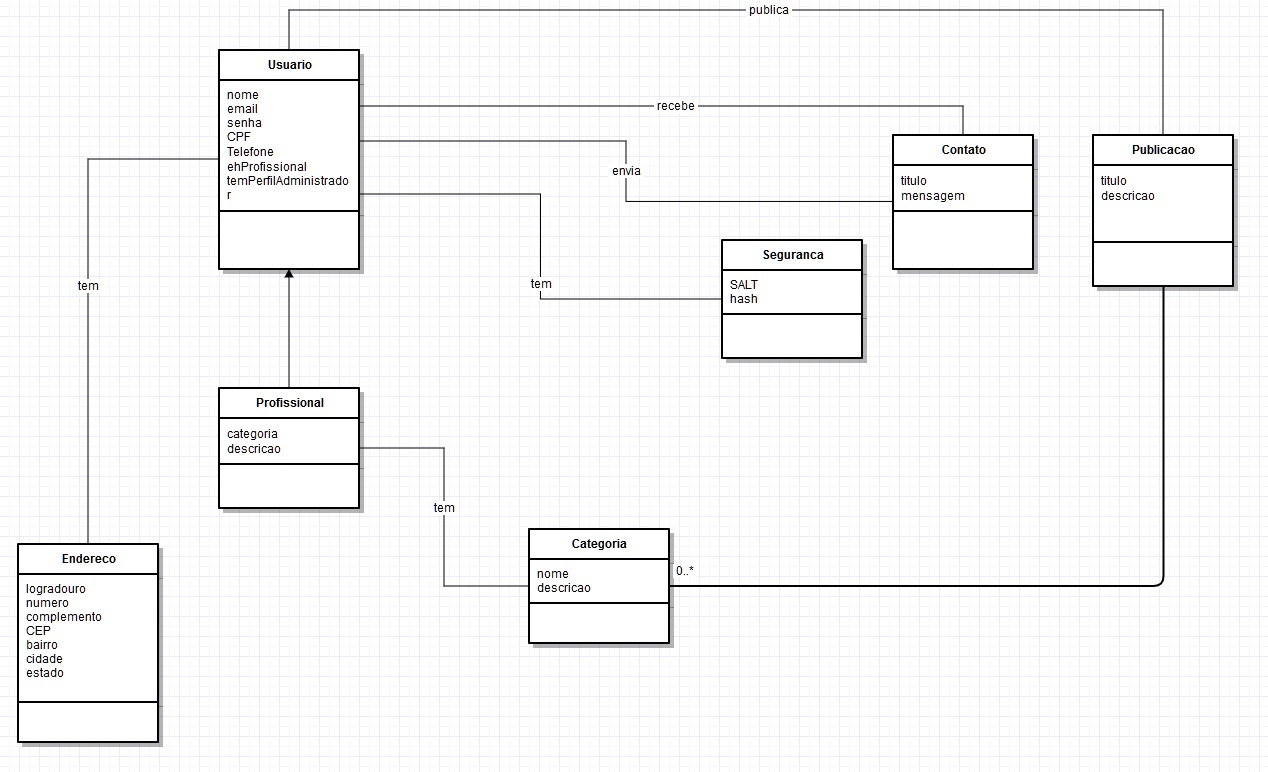 publica
Usuario
nome
email
senha
CPF
Telefone
ehProfissional
temPerfilAdministrado
r
recebe
envia
tem
Contato
titulo
mensagem
Publicacao
titulo
descricao
Seguranca
SALT
hash
tem
Profissional
categoria
descricao
tem
Endereco
logradouro
numero
complemento
CEP
bairro
cidade
estado
Categoria
nome
descricao
0..*